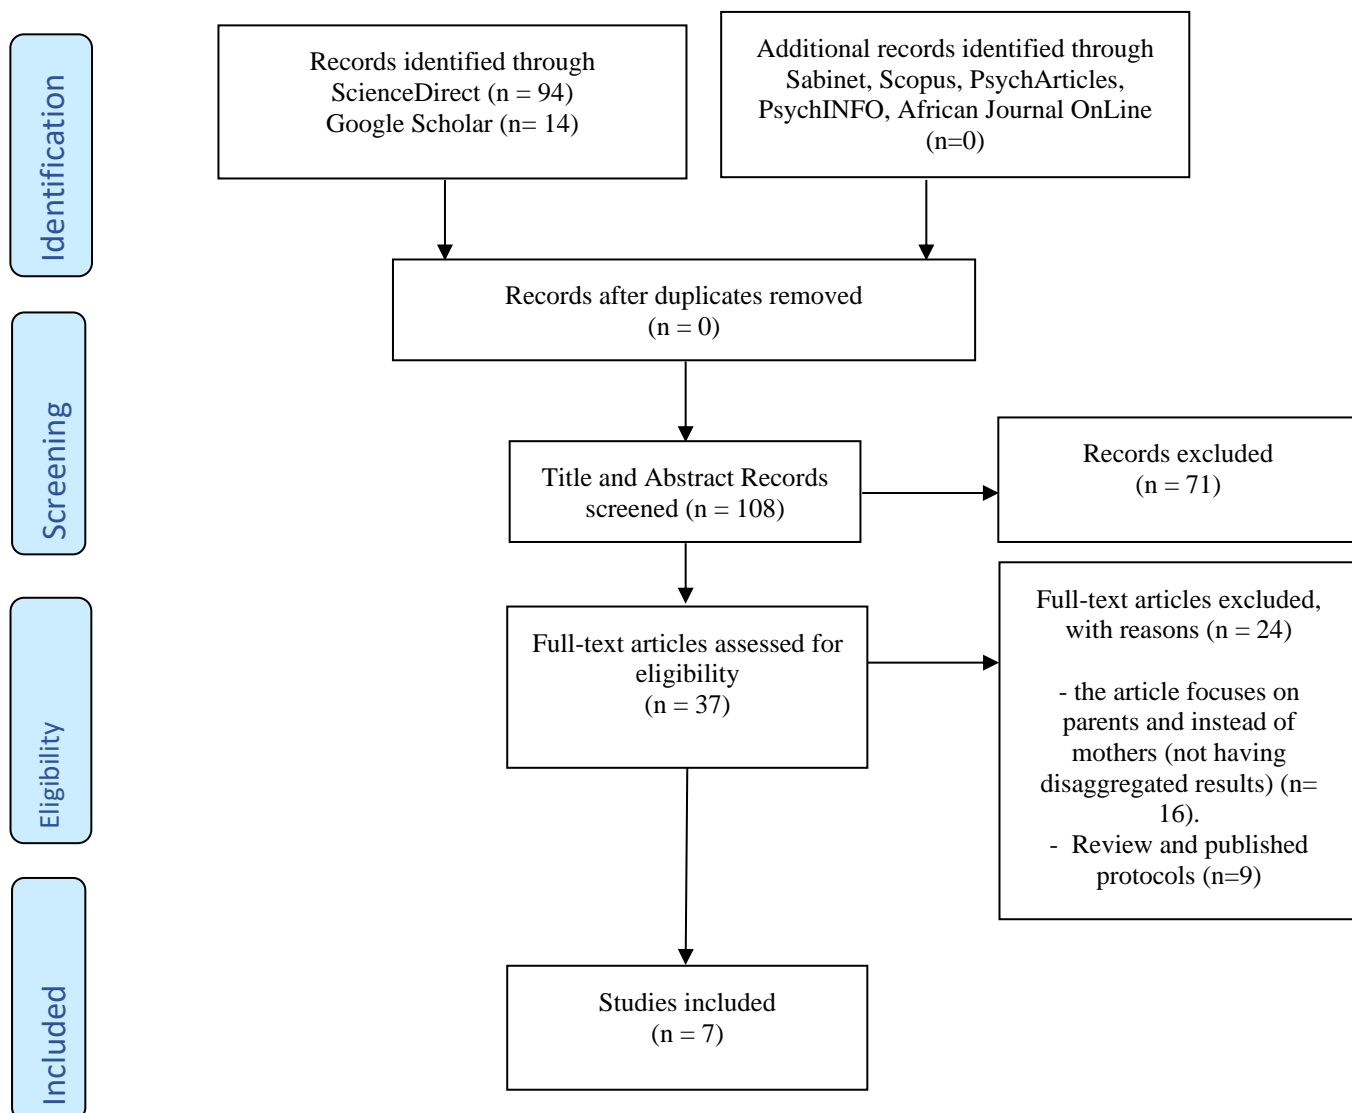 Identification
Records identified through
ScienceDirect (n = 94)
Google Scholar (n= 14)
Additional records identified through
Sabinet, Scopus, PsychArticles,
PsychINFO, African Journal OnLine
(n=0)
Records after duplicates removed
(n = 0)
Screening
Title and Abstract Records
screened (n = 108)
Records excluded
(n = 71)
Eligibility
Full-text articles assessed for
eligibility
(n = 37)
Full-text articles excluded,
with reasons (n = 24)
- the article focuses on
parents and instead of
mothers (not having
disaggregated results) (n=
16).
- Review and published
protocols (n=9)
Included
Studies included
(n = 7)